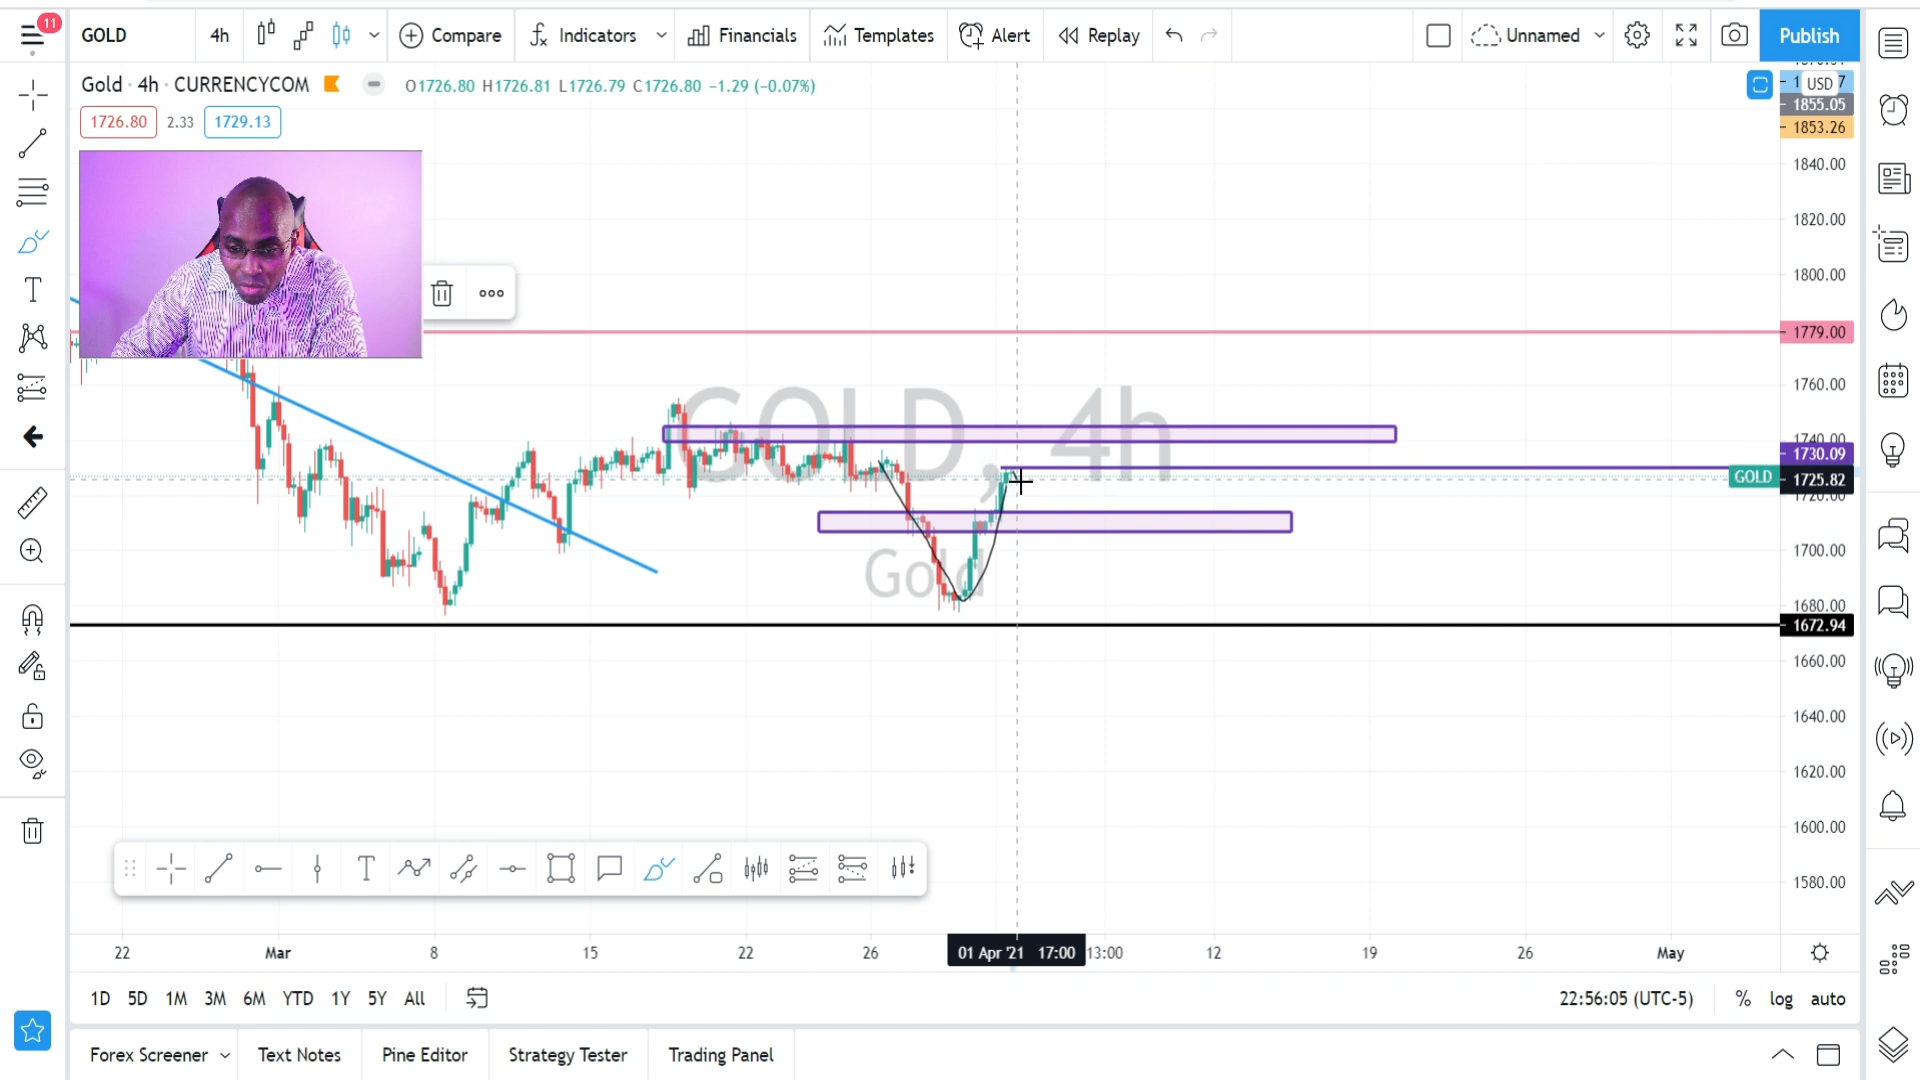 11
GOLD 4h Compare Indicators Financials Templates Alert Replay Unnamed Publish
Gold · 4h · CURRENCYCOM O1726.80 H1726.81 L1726.79 C1726.80 −1.29 (−0.07%)
1726.80 2.33 1729.13
USD
1855.05
1853.26
1840.00
1820.00
1800.00
1779.00
1760.00
1740.00
1730.09
GOLD 1725.82
1720.00
1700.00
1680.00
1672.94
1660.00
1640.00
1620.00
1600.00
1580.00
GOLD, 4h
Gold
22 Mar 8 15 22 26 01 Apr '21 17:00 13:00 12 19 26 May
1D 5D 1M 3M 6M YTD 1Y 5Y All 22:56:05 (UTC-5) % log auto
Forex Screener Text Notes Pine Editor Strategy Tester Trading Panel